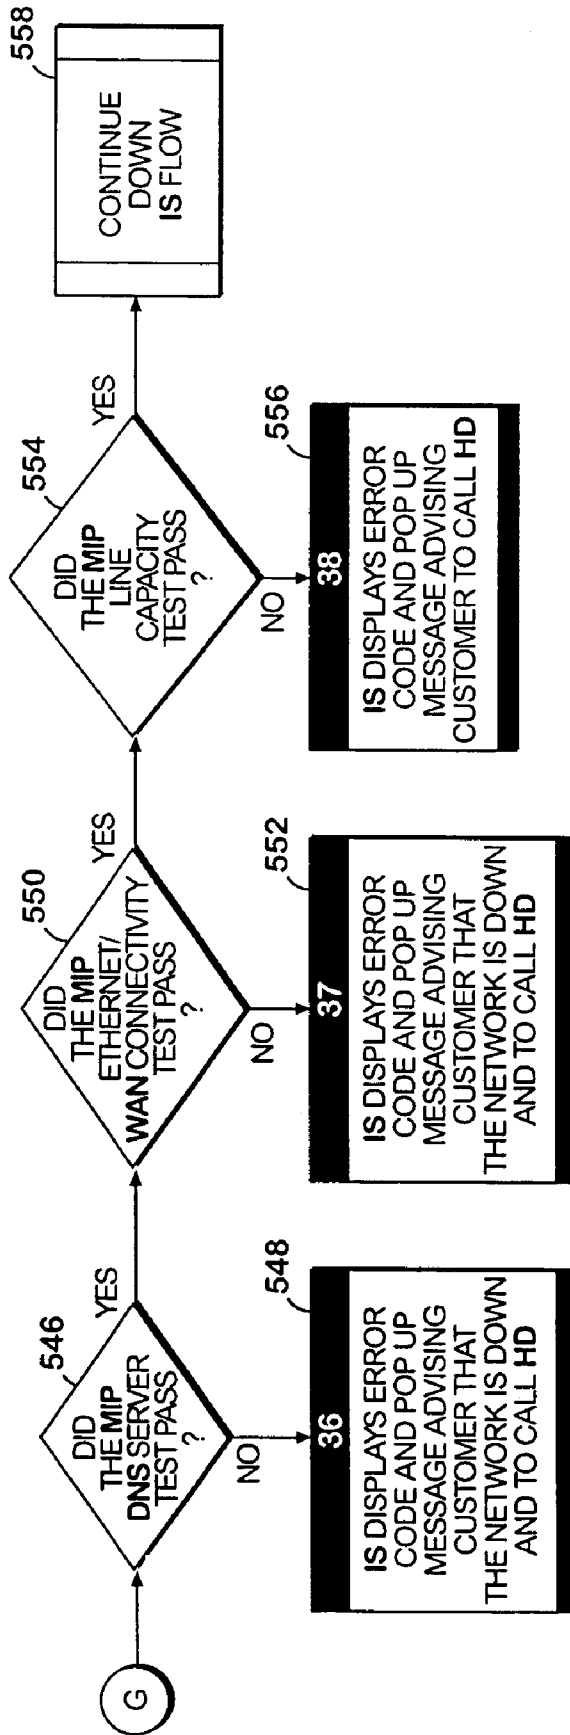 G
546
DID
THE MIP
DNS SERVER
TEST PASS
?
YES
NO
548
36
IS DISPLAYS ERROR
CODE AND POP UP
MESSAGE ADVISING
CUSTOMER THAT
THE NETWORK IS DOWN
AND TO CALL HD
550
DID
THE MIP
ETHERNET/
WAN CONNECTIVITY
TEST PASS
?
YES
NO
552
37
IS DISPLAYS ERROR
CODE AND POP UP
MESSAGE ADVISING
CUSTOMER THAT
THE NETWORK IS DOWN
AND TO CALL HD
554
DID
THE MIP
LINE
CAPACITY
TEST PASS
?
YES
NO
556
38
IS DISPLAYS ERROR
CODE AND POP UP
MESSAGE ADVISING
CUSTOMER TO CALL HD
558
CONTINUE
DOWN
IS FLOW